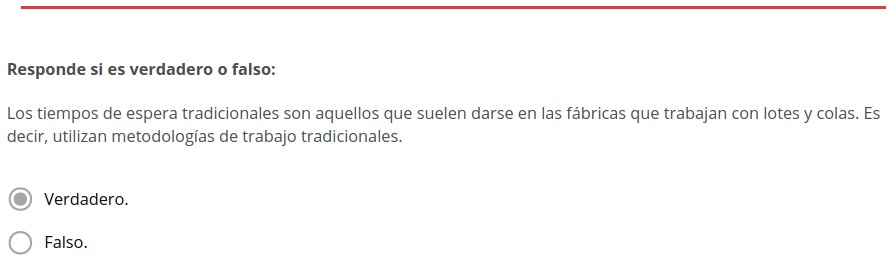 Responde si es verdadero o falso:
Los tiempos de espera tradicionales son aquellos que suelen darse en las fábricas que trabajan con lotes y colas. Es
decir, utilizan metodologías de trabajo tradicionales.
Verdadero.
Falso.